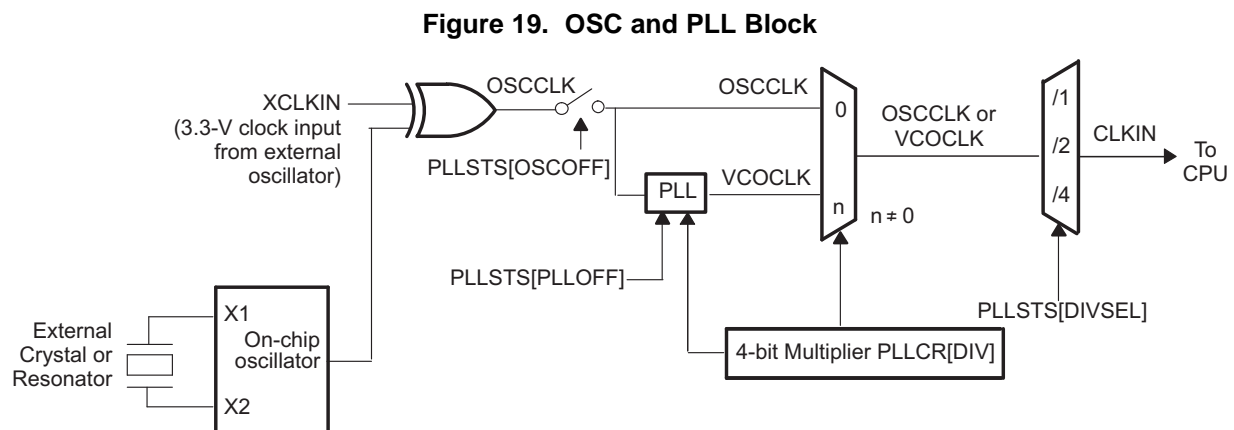 Figure 19. OSC and PLL Block
XCLKIN
(3.3-V clock input
from external
oscillator)
OSCCLK
PLLSTS[OSCOFF]
OSCCLK
0
OSCCLK or
VCOCLK
/1
/2
/4
CLKIN
To
CPU
PLL
VCOCLK
n
n ≠ 0
PLLSTS[PLLOFF]
PLLSTS[DIVSEL]
4-bit Multiplier PLLCR[DIV]
External
Crystal or
Resonator
X1
On-chip
oscillator
X2